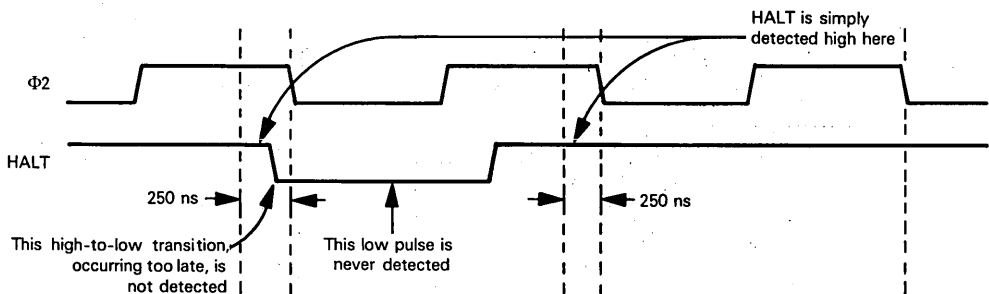 HALT is simply
detected high here
Φ2
HALT
250 ns
250 ns
This high-to-low transition,
occurring too late, is
not detected
This low pulse is
never detected